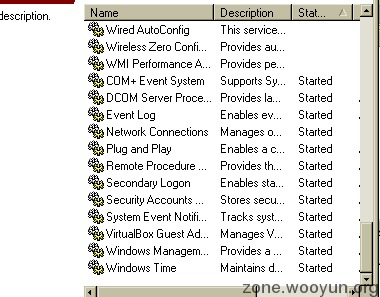 description.
Name Description Stat...
Wired AutoConfig This service...
Wireless Zero Confi... Provides au...
WMI Performance A... Provides pe...
COM+ Event System Supports Sy... Started
DCOM Server Proce... Provides la... Started
Event Log Enables ev... Started
Network Connections Manages o... Started
Plug and Play Enables a c... Started
Remote Procedure ... Provides th... Started
Secondary Logon Enables sta... Started
Security Accounts ... Stores secu... Started
System Event Notifi... Tracks syst... Started
VirtualBox Guest Ad... Manages V... Started
Windows Managem... Provides a ... Started
Windows Time Maintains d... Started
zone.wooyun.org